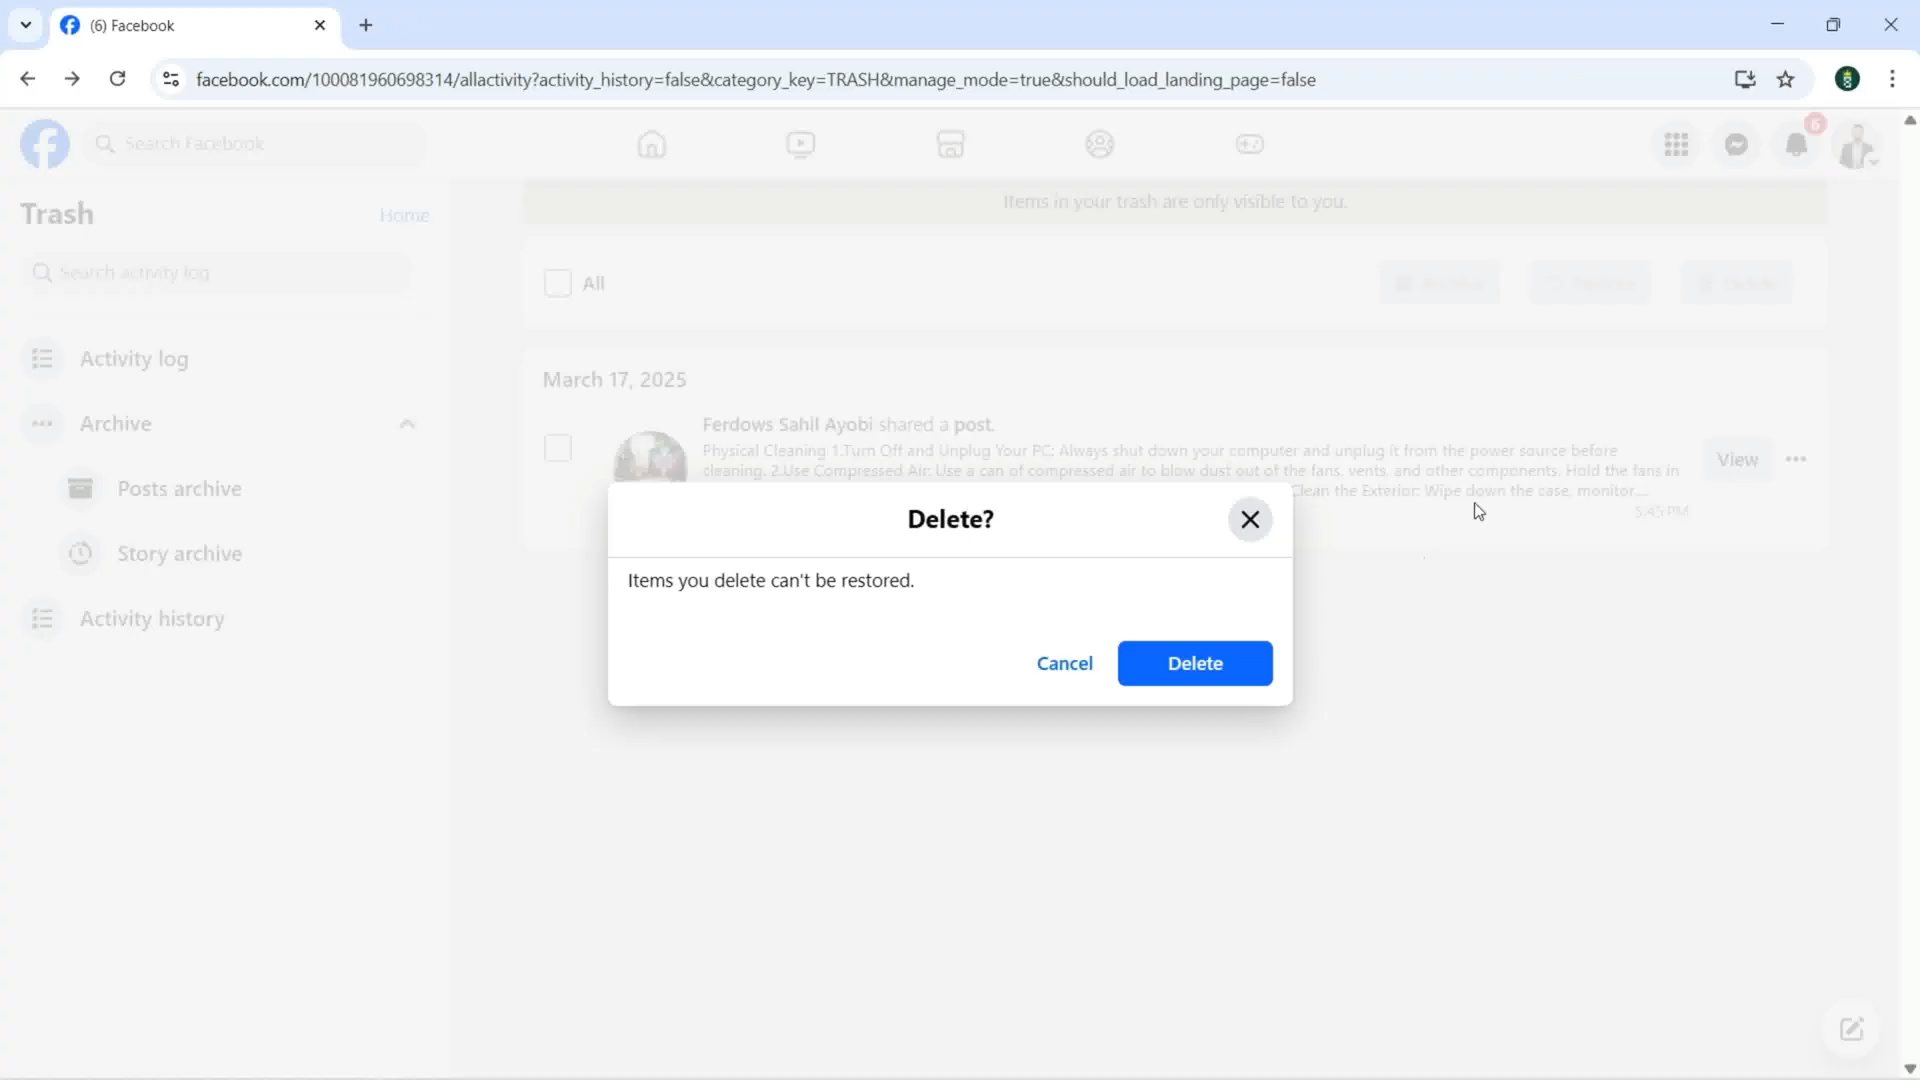 (6) Facebook
facebook.com/100081960698314/allactivity?activity_history=false&category_key=TRASH&manage_mode=true&should_load_landing_page=false
Search Facebook
6
Trash
Home
Items in your trash are only visible to you.
Search activity log
All
Activity log
March 17, 2025
Archive
Ferdows Sahil Ayobi shared a post.
Physical Cleaning 1.Turn Off and Unplug Your PC: Always shut down your computer and unplug it from the power source before
cleaning. 2.Use Compressed Air: Use a can of compressed air to blow dust out of the fans, vents, and other components. Hold the fans in
Clean the Exterior: Wipe down the case, monitor...
View
5:45 PM
Posts archive
Story archive
Activity history
Delete?
Items you delete can't be restored.
Cancel
Delete